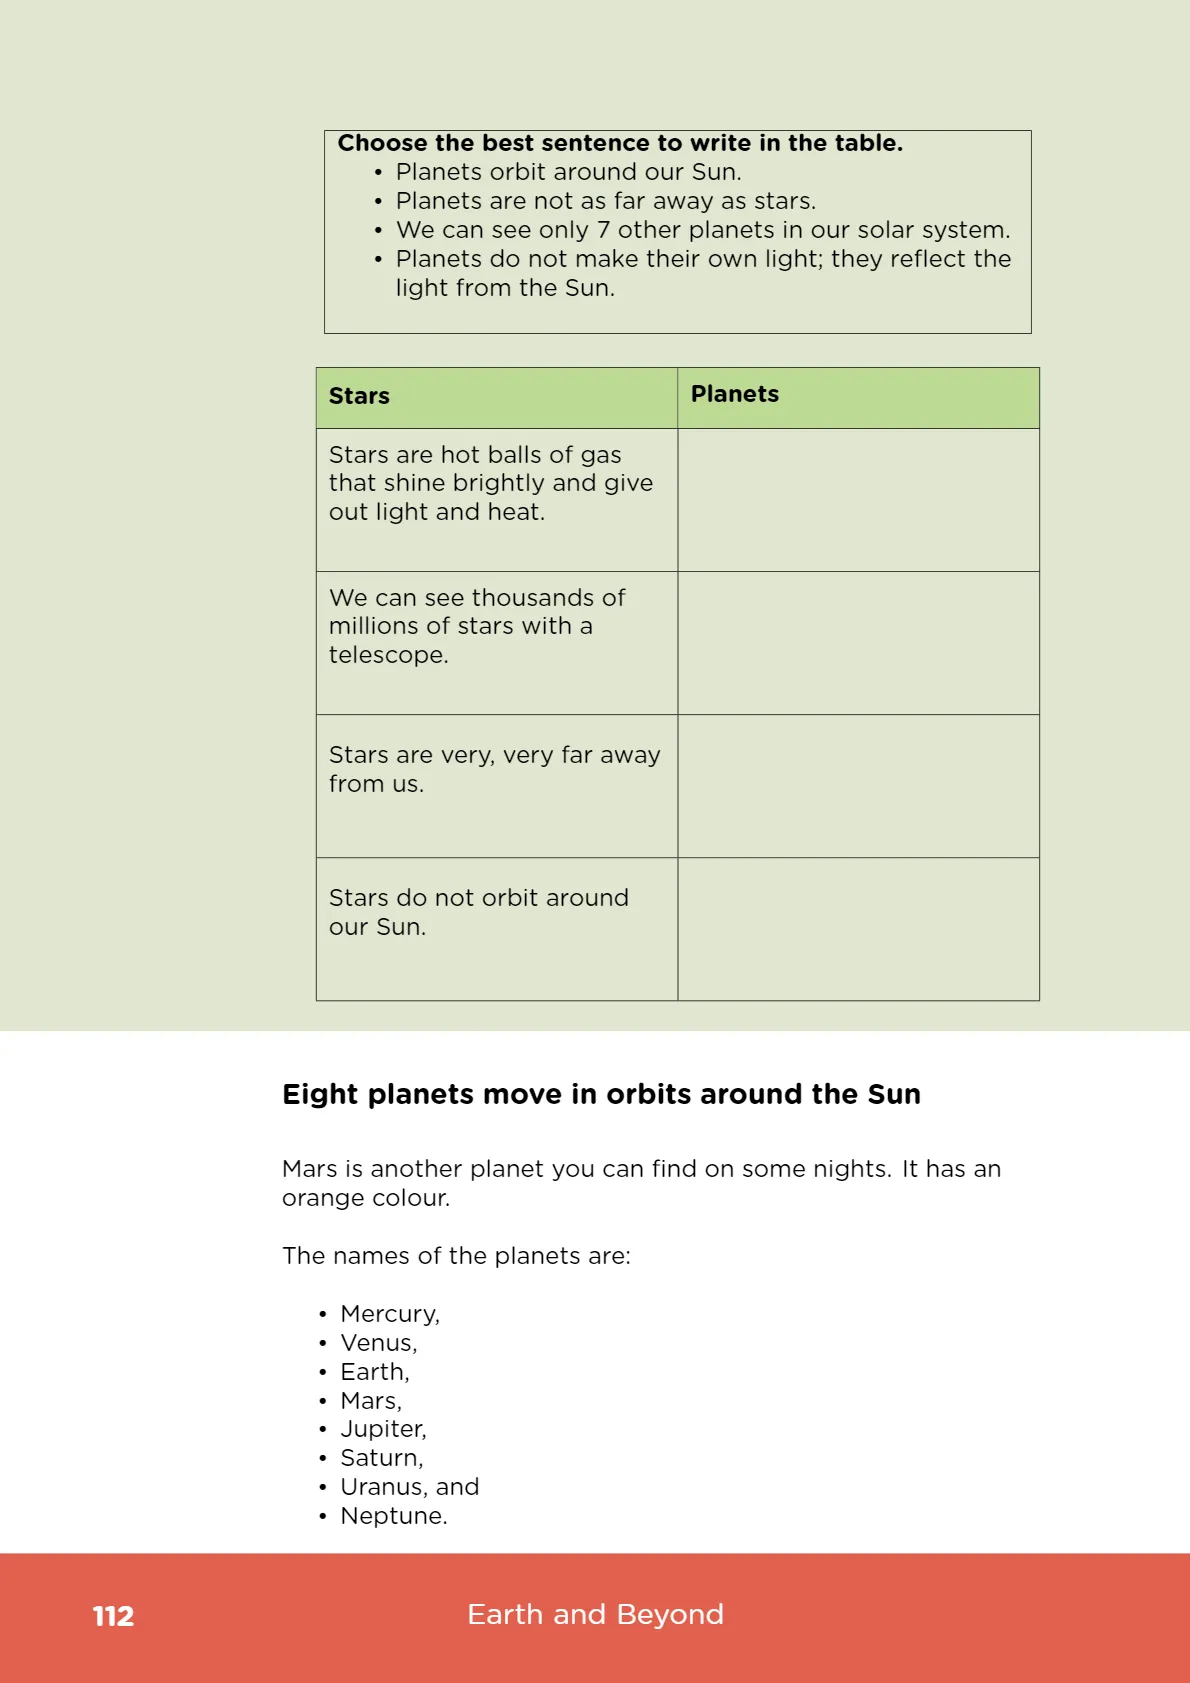 Choose the best sentence to write in the table.
• Planets orbit around our Sun.
• Planets are not as far away as stars.
• We can see only 7 other planets in our solar system.
• Planets do not make their own light; they reflect the
light from the Sun.
Stars
Planets
Stars are hot balls of gas
that shine brightly and give
out light and heat.
We can see thousands of
millions of stars with a
telescope.
Stars are very, very far away
from us.
Stars do not orbit around
our Sun.
Eight planets move in orbits around the Sun
Mars is another planet you can find on some nights. It has an
orange colour.
The names of the planets are:
• Mercury,
• Venus,
• Earth,
• Mars,
• Jupiter,
• Saturn,
• Uranus, and
• Neptune.
112
Earth and Beyond